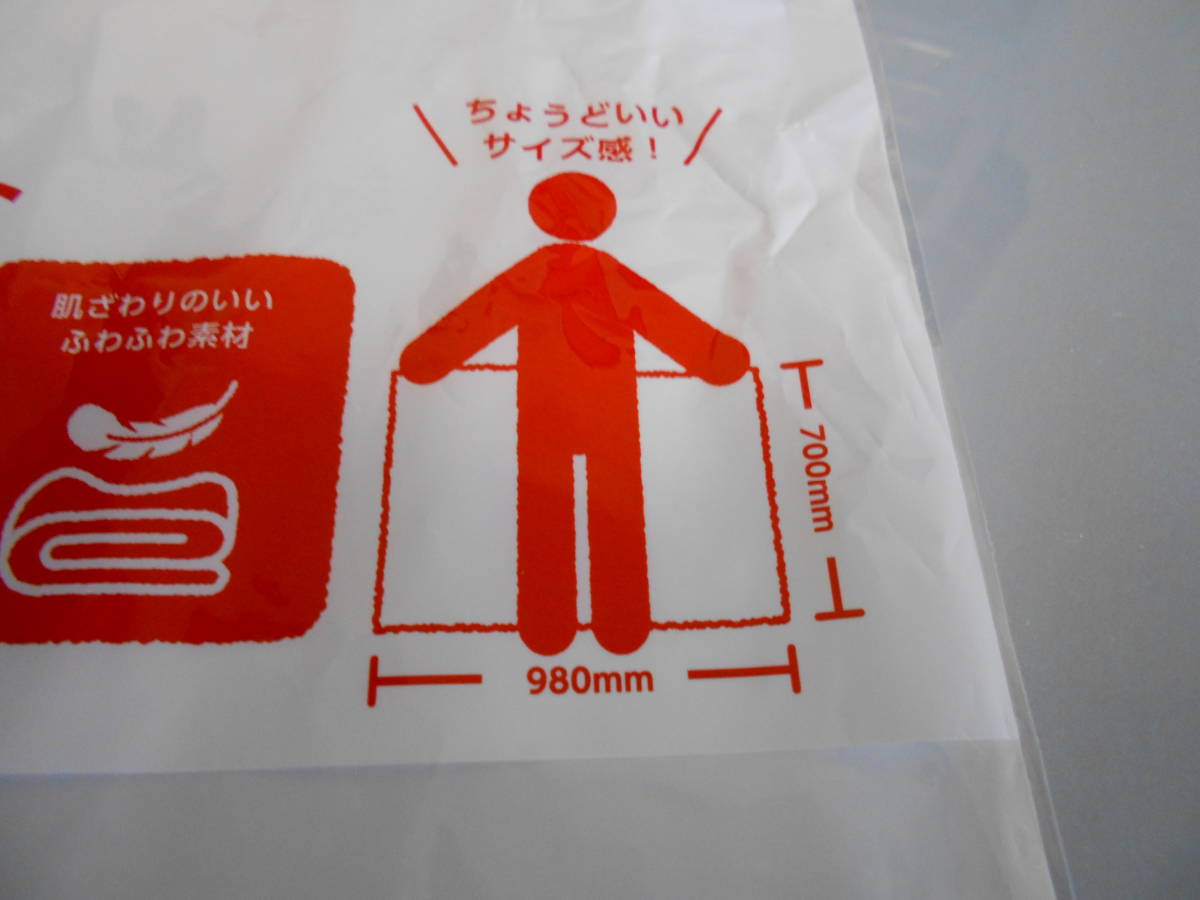 ちょうどいい
サイズ感！
肌ざわりのいい
ふわふわ素材
700mm
980mm